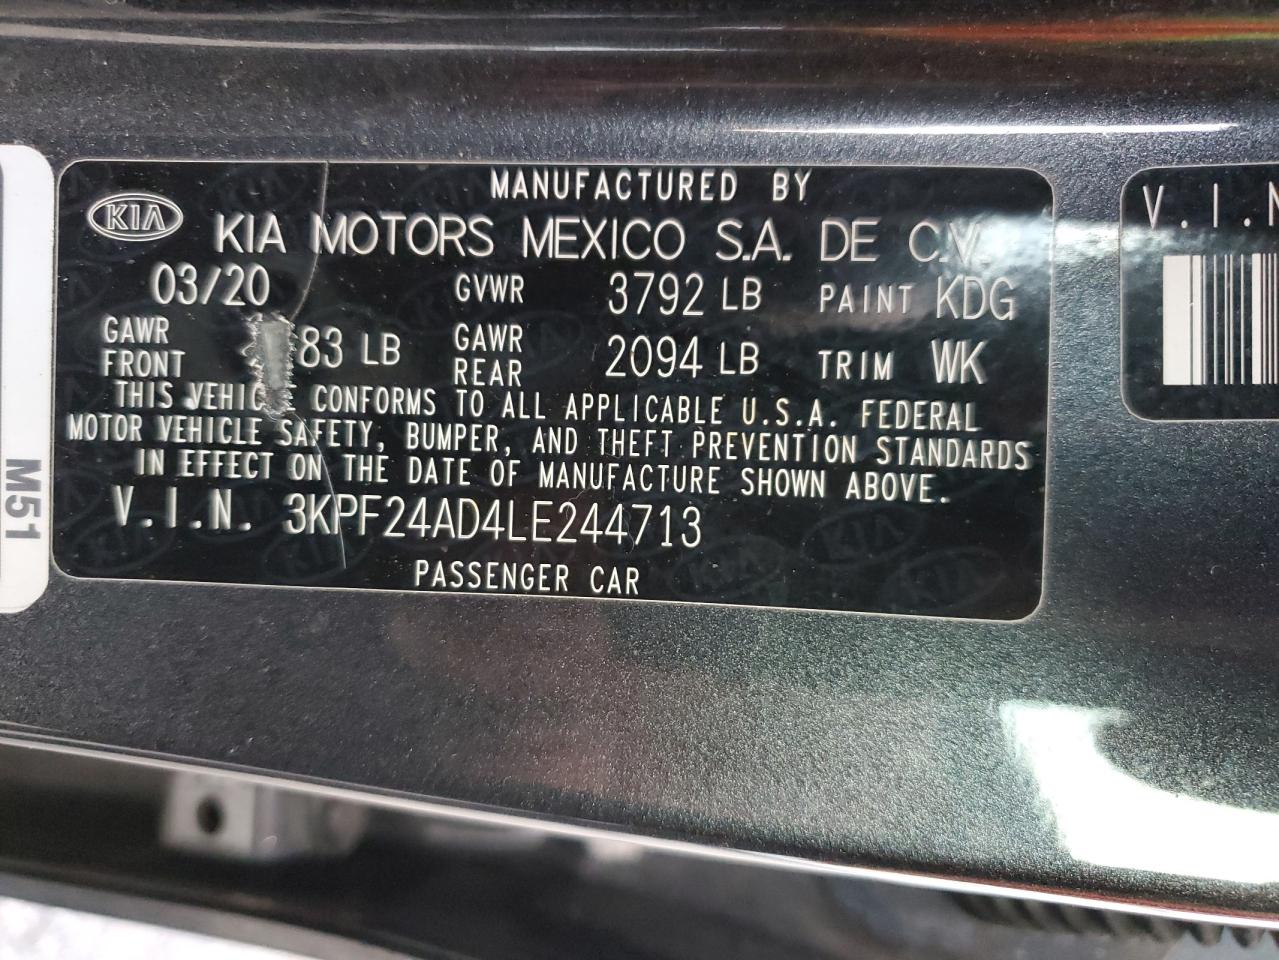 MANUFACTURED BY
KIA
KIA MOTORS MEXICO S.A. DE C.V.
03/20 GVWR 3792 LB PAINT KDG
GAWR FRONT 83 LB GAWR REAR 2094 LB TRIM WK
THIS VEHICLE CONFORMS TO ALL APPLICABLE U.S.A. FEDERAL
MOTOR VEHICLE SAFETY, BUMPER, AND THEFT PREVENTION STANDARDS
IN EFFECT ON THE DATE OF MANUFACTURE SHOWN ABOVE.
V.I.N. 3KPF24AD4LE244713
PASSENGER CAR
M51
V.I.N